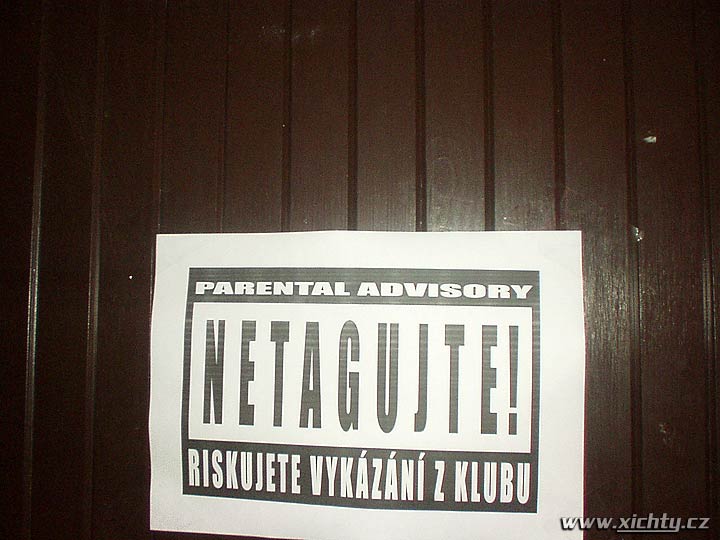 PARENTAL ADVISORY
NETAGUJTE!
RISKUJETE VYKÁZÁNÍ Z KLUBU
www.xichty.cz